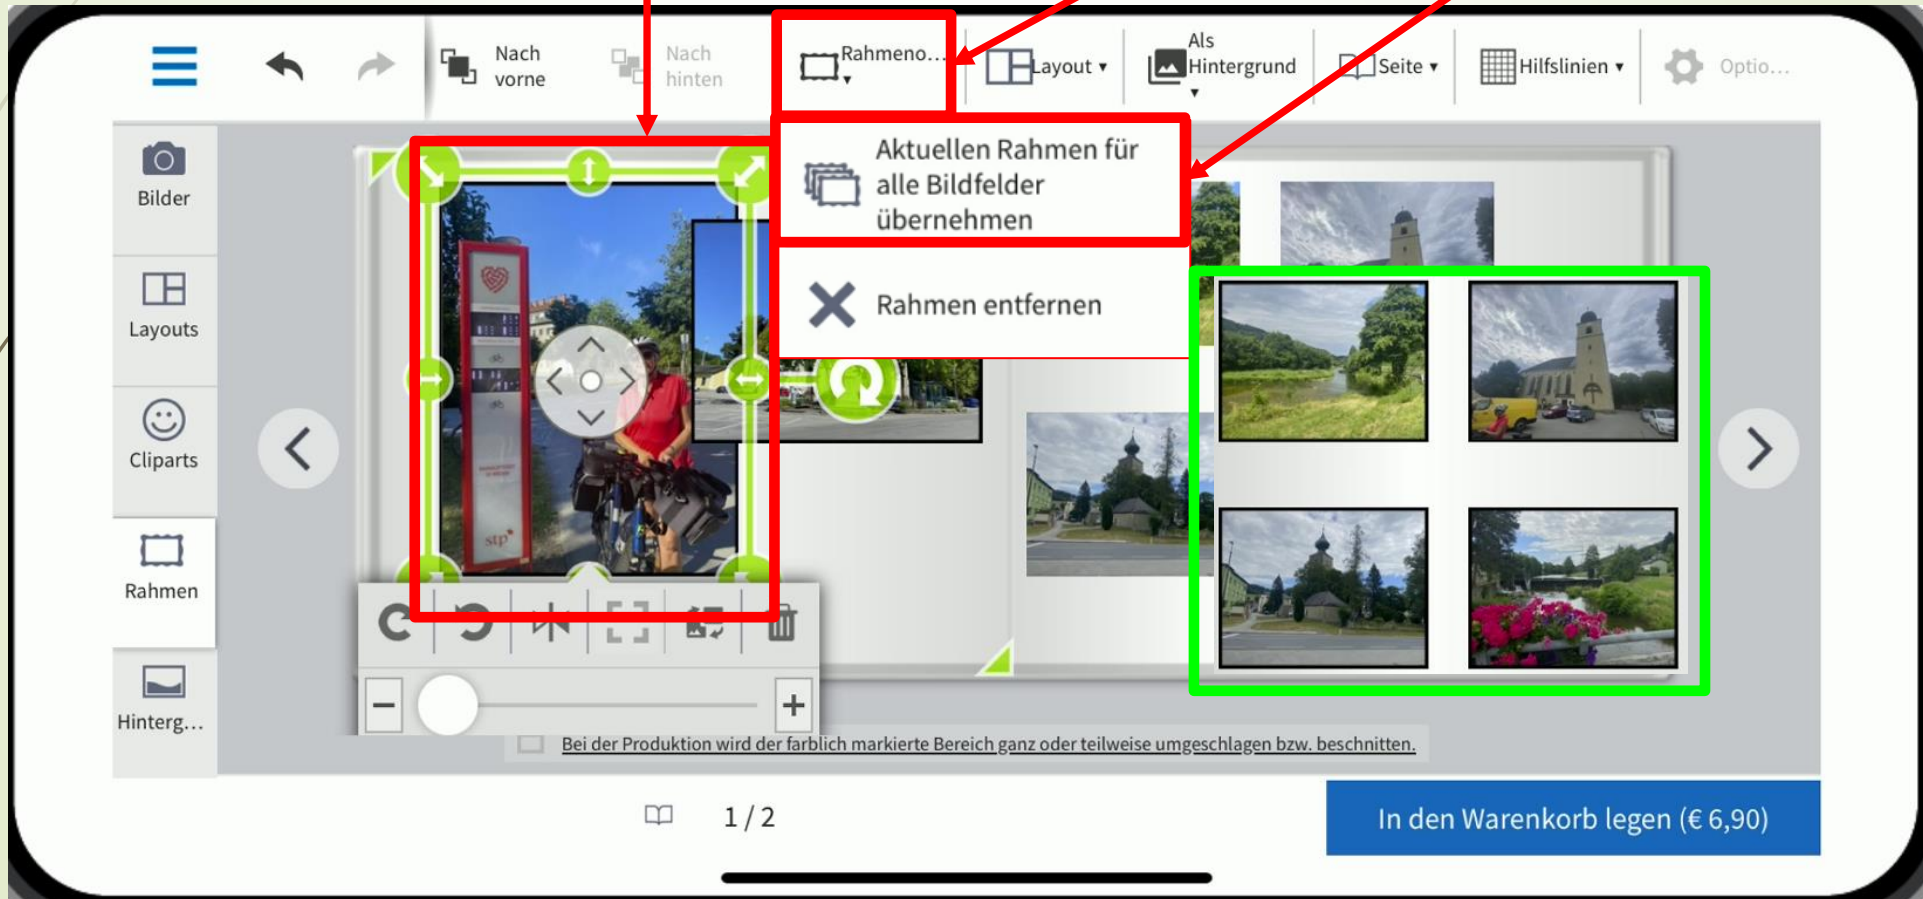 Nach
vorne
Nach
hinten
Rahmeno...
Layout
Als
Hintergrund
Seite
Hilfslinien
Optio...
Bilder
Layouts
Cliparts
Rahmen
Hinterg...
Aktuellen Rahmen für
alle Bildfelder
übernehmen
Rahmen entfernen
stp
Bei der Produktion wird der farblich markierte Bereich ganz oder teilweise umgeschlagen bzw. beschnitten.
1 / 2
In den Warenkorb legen (€ 6,90)